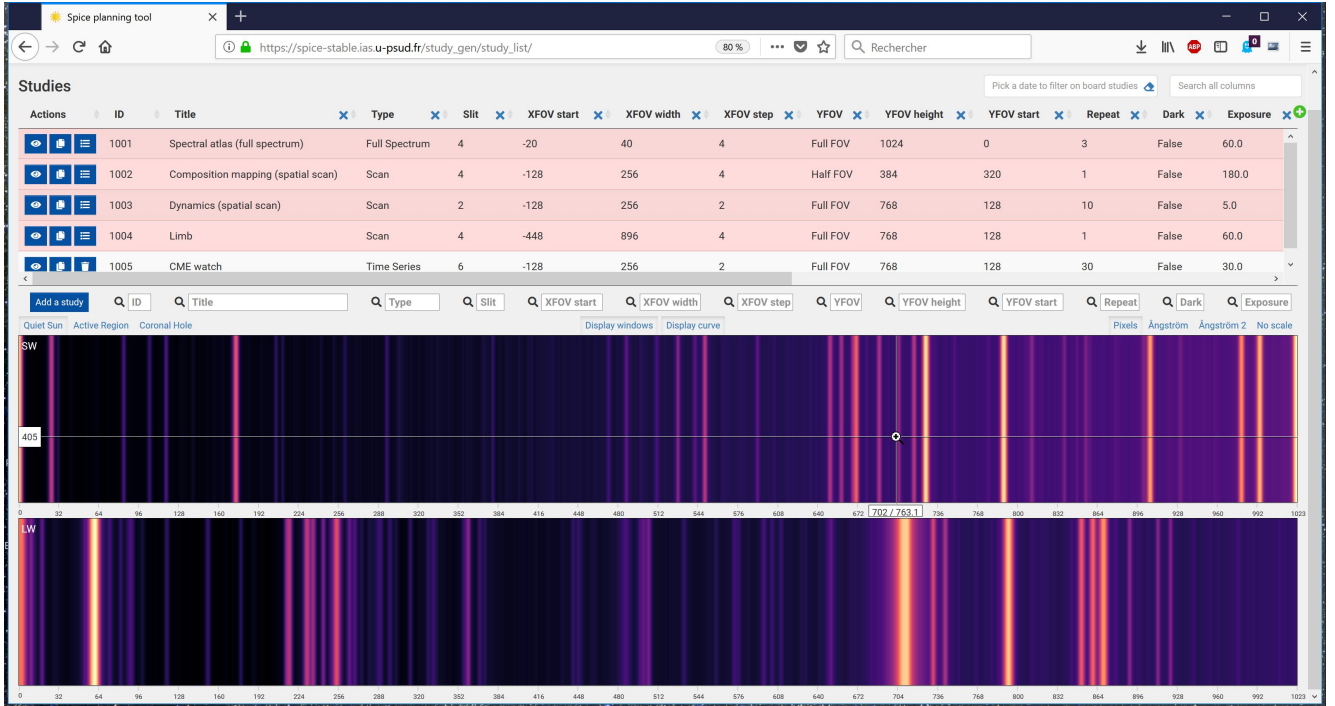 Spice planning tool
https://spice-stable.ias.u-psud.fr/study_gen/study_list/ 80 % Rechercher ABP 0
Studies Pick a date to filter on board studies Search all columns
Actions ID Title Type Slit XFOV start XFOV width XFOV step YFOV YFOV height YFOV start Repeat Dark Exposure
1001 Spectral atlas (full spectrum) Full Spectrum 4 -20 40 4 Full FOV 1024 0 3 False 60.0
1002 Composition mapping (spatial scan) Scan 4 -128 256 4 Half FOV 384 320 1 False 180.0
1003 Dynamics (spatial scan) Scan 2 -128 256 2 Full FOV 768 128 10 False 5.0
1004 Limb Scan 4 -448 896 4 Full FOV 768 128 1 False 60.0
1005 CME watch Time Series 6 -128 256 2 Full FOV 768 128 30 False 30.0
Add a study ID Title Type Slit XFOV start XFOV width XFOV step YFOV YFOV height YFOV start Repeat Dark Exposure
Quiet Sun Active Region Coronal Hole Display windows Display curve Pixels Ångström Ångström 2 No scale
SW
405
0 32 64 96 128 160 192 224 256 288 320 352 384 416 448 480 512 544 576 608 640 672 702 / 763.1 736 768 800 832 864 896 928 960 992 1023
LW
0 32 64 96 128 160 192 224 256 288 320 352 384 416 448 480 512 544 576 608 640 672 704 736 768 800 832 864 896 928 960 992 1023